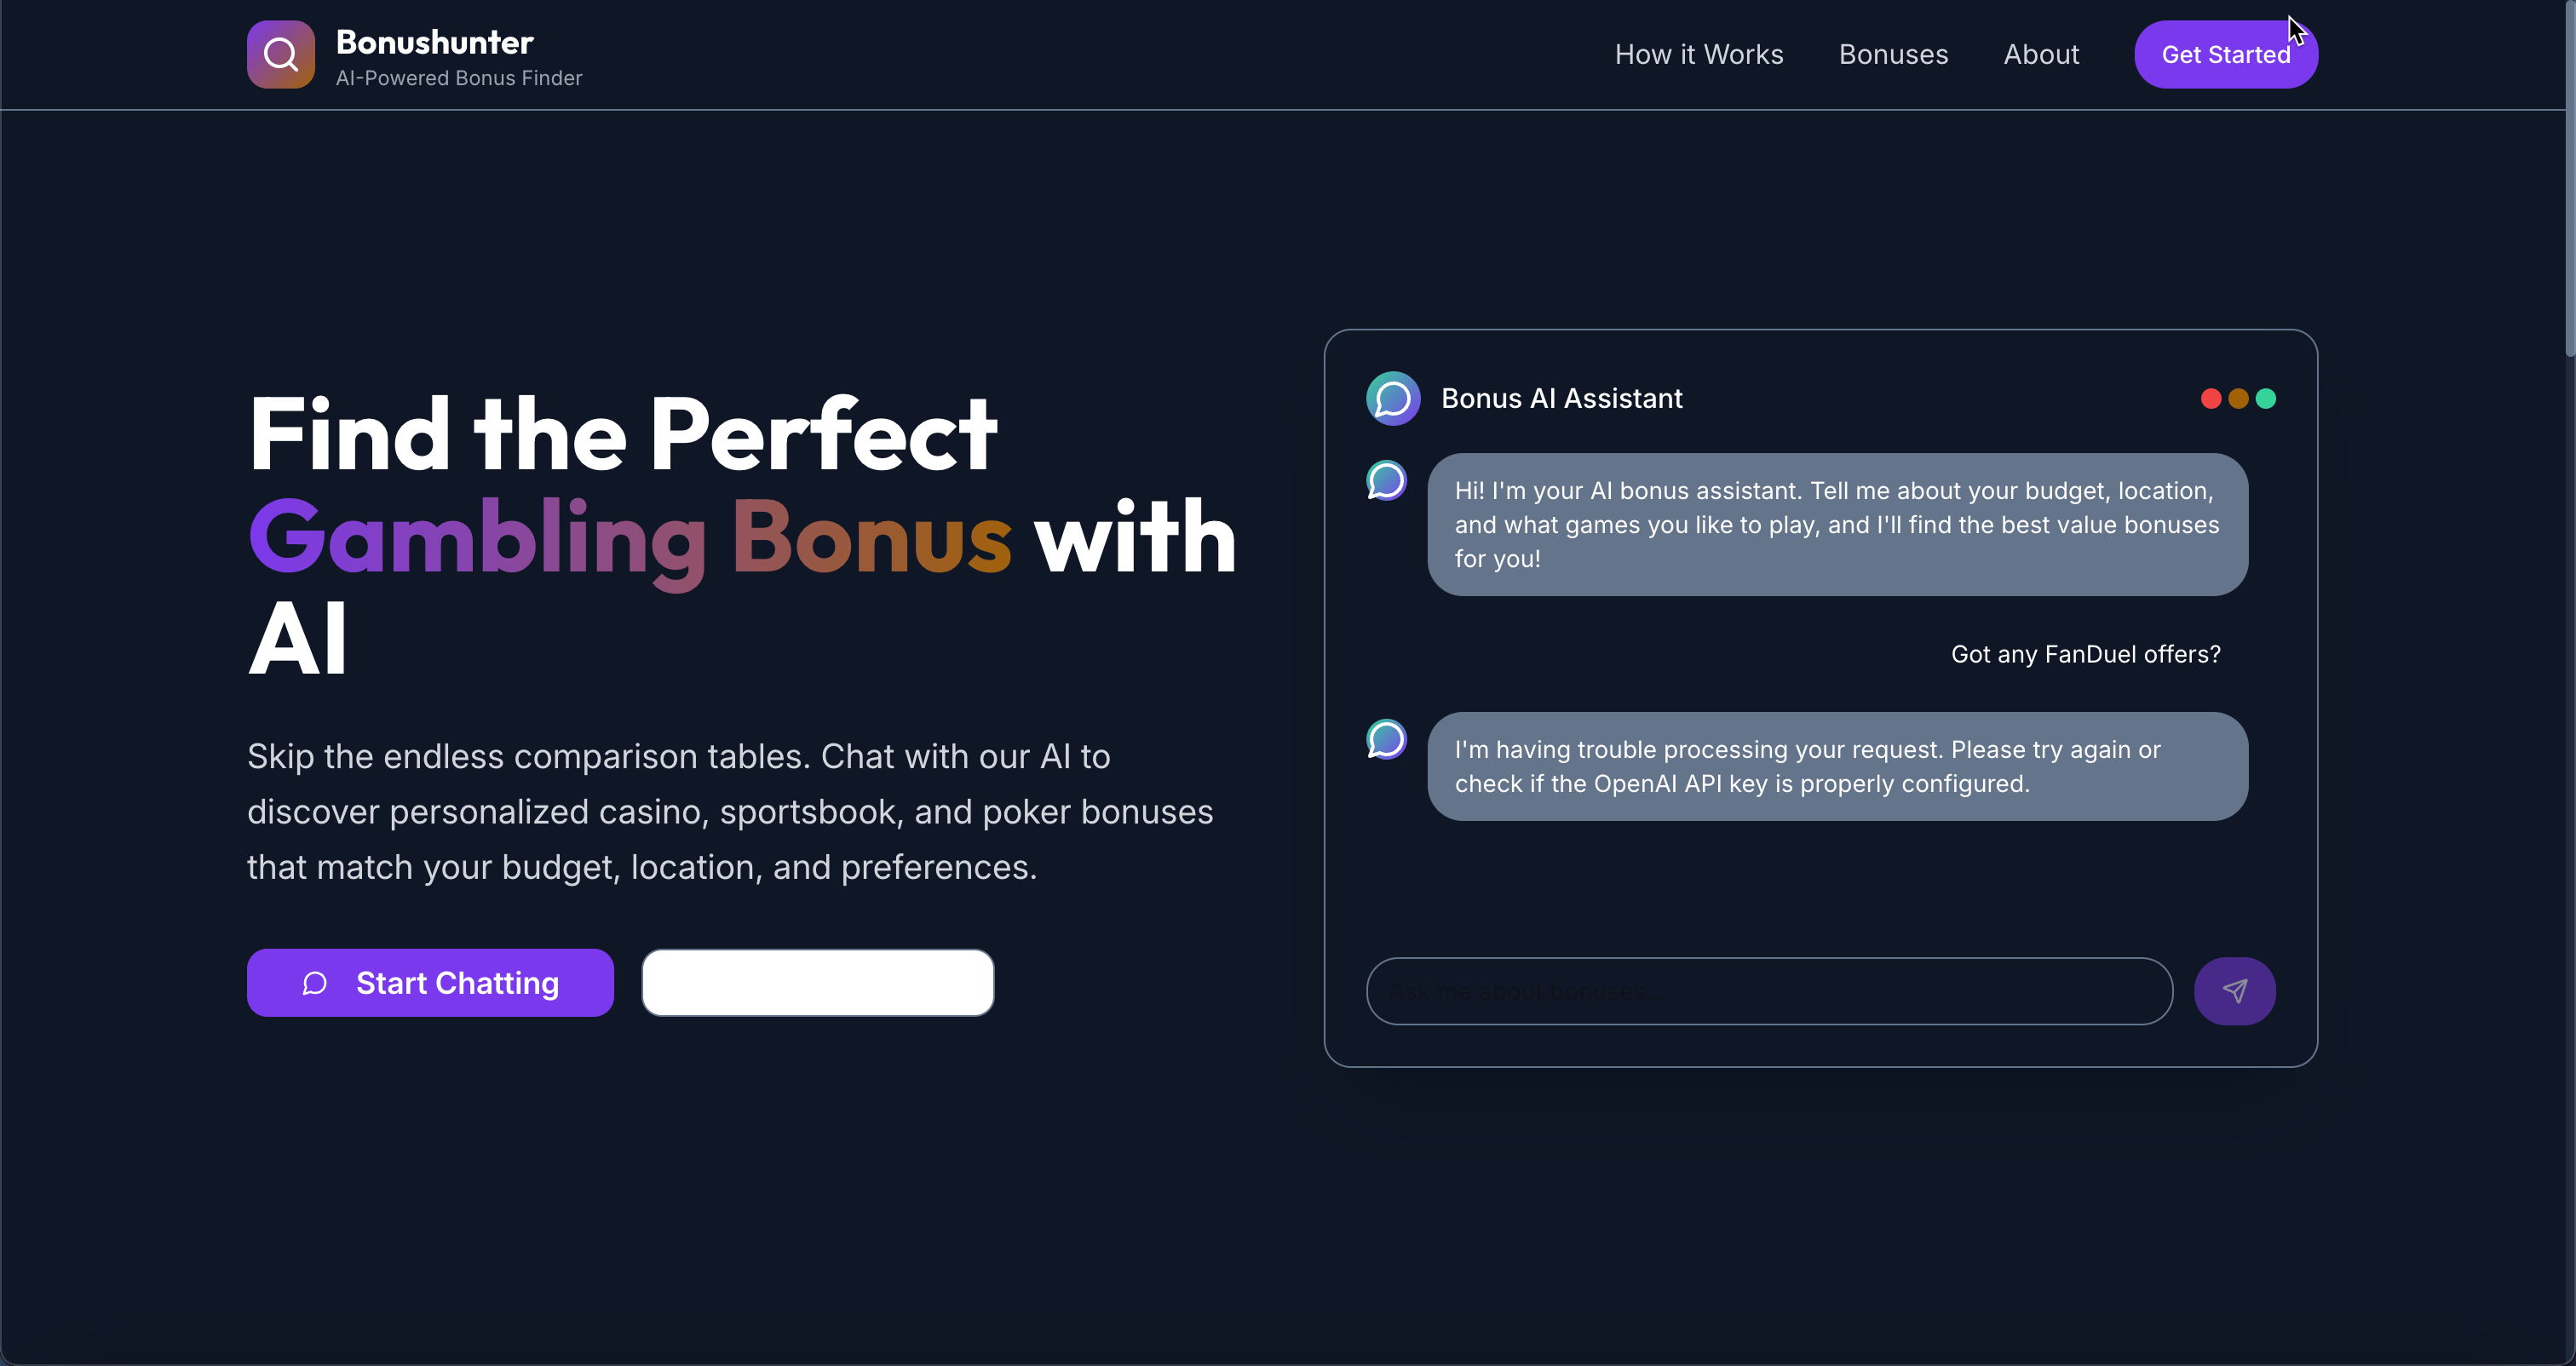 Bonushunter
AI-Powered Bonus Finder
How it Works
Bonuses
About
Get Started
Find the Perfect
Gambling Bonus with
AI
Skip the endless comparison tables. Chat with our AI to
discover personalized casino, sportsbook, and poker bonuses
that match your budget, location, and preferences.
Start Chatting
Bonus AI Assistant
Hi! I'm your AI bonus assistant. Tell me about your budget, location,
and what games you like to play, and I'll find the best value bonuses
for you!
Got any FanDuel offers?
I'm having trouble processing your request. Please try again or
check if the OpenAI API key is properly configured.
Ask me about bonuses...